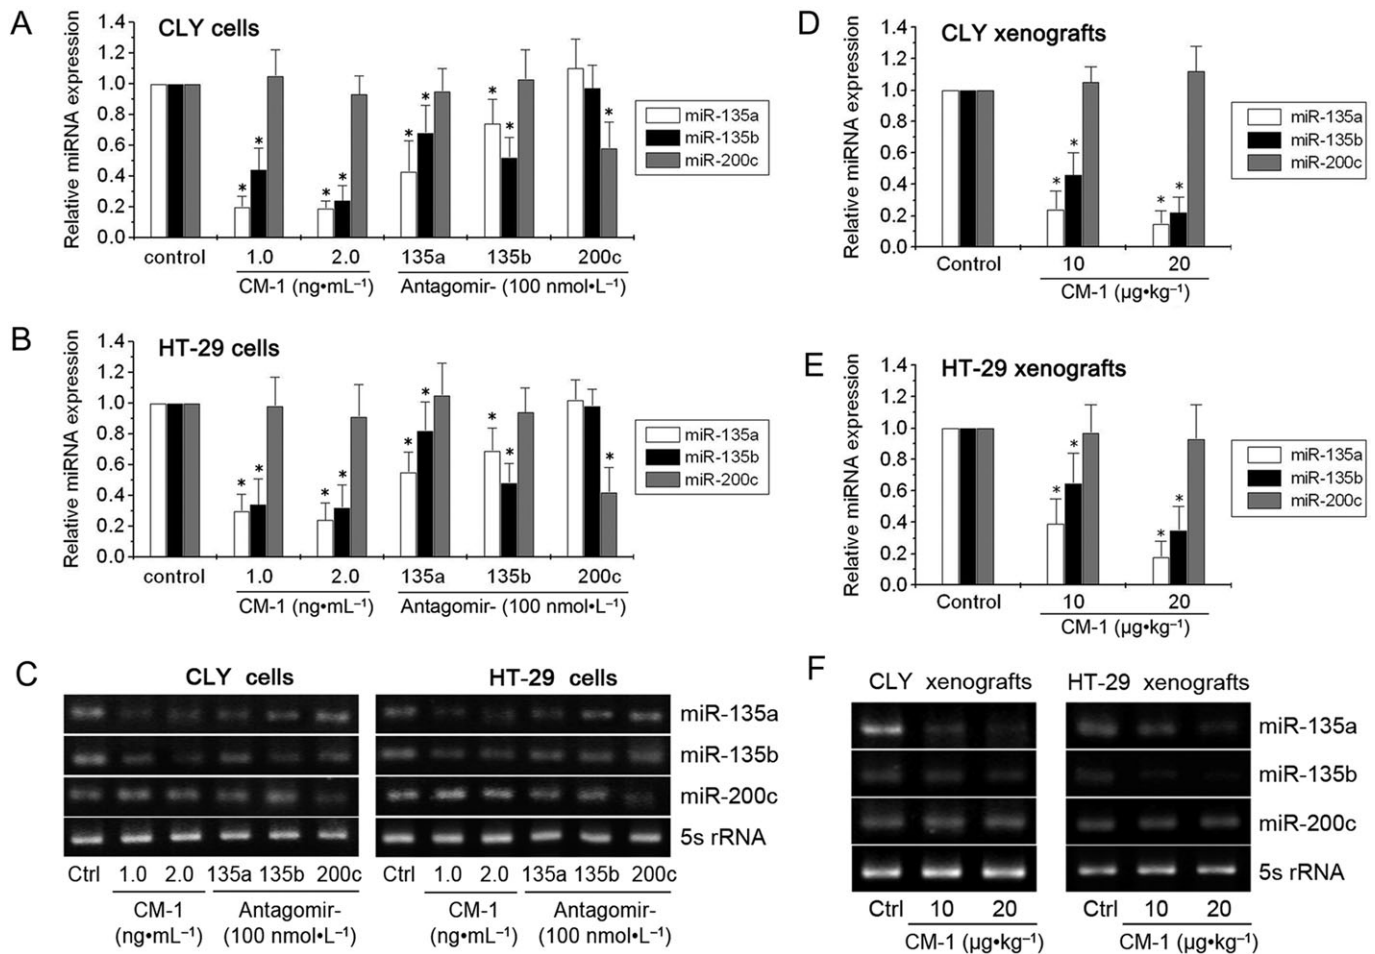 A
CLY cells
Relative miRNA expression
1.4
1.2
1.0
0.8
0.6
0.4
0.2
0.0
* * * * * * * * *
control 1.0 2.0 135a 135b 200c
CM-1 (ng•mL⁻¹) Antagomir- (100 nmol•L⁻¹)
miR-135a
miR-135b
miR-200c
B
HT-29 cells
Relative miRNA expression
1.4
1.2
1.0
0.8
0.6
0.4
0.2
0.0
* * * * * * * * *
control 1.0 2.0 135a 135b 200c
CM-1 (ng•mL⁻¹) Antagomir- (100 nmol•L⁻¹)
miR-135a
miR-135b
miR-200c
C
CLY cells HT-29 cells
miR-135a
miR-135b
miR-200c
5s rRNA
Ctrl 1.0 2.0 135a 135b 200c Ctrl 1.0 2.0 135a 135b 200c
CM-1 Antagomir- CM-1 Antagomir-
(ng•mL⁻¹) (100 nmol•L⁻¹) (ng•mL⁻¹) (100 nmol•L⁻¹)
D
CLY xenografts
Relative miRNA expression
1.4
1.2
1.0
0.8
0.6
0.4
0.2
0.0
* * * *
Control 10 20
CM-1 (µg•kg⁻¹)
miR-135a
miR-135b
miR-200c
E
HT-29 xenografts
Relative miRNA expression
1.4
1.2
1.0
0.8
0.6
0.4
0.2
0.0
* * * *
Control 10 20
CM-1 (µg•kg⁻¹)
miR-135a
miR-135b
miR-200c
F
CLY xenografts HT-29 xenografts
miR-135a
miR-135b
miR-200c
5s rRNA
Ctrl 10 20 Ctrl 10 20
CM-1 (µg•kg⁻¹) CM-1 (µg•kg⁻¹)